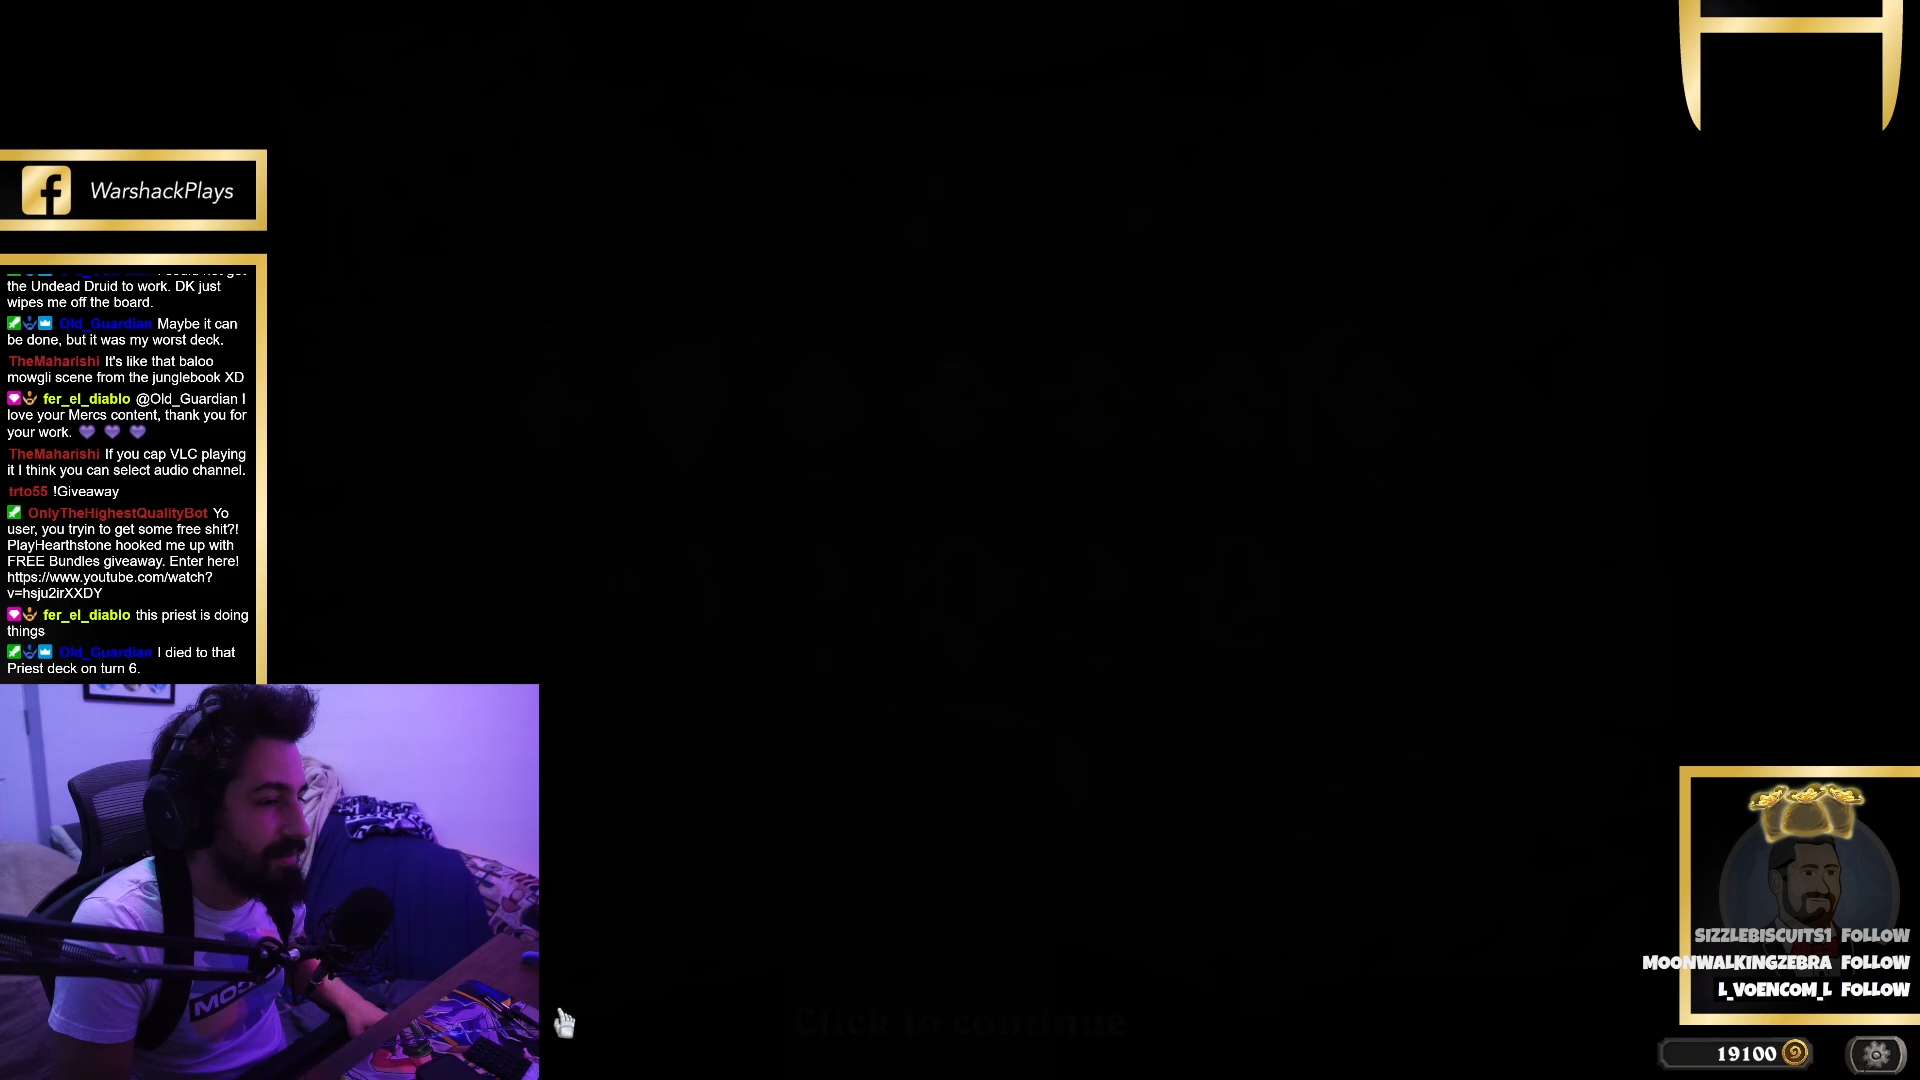 WarshackPlays
the Undead Druid to work. DK just
wipes me off the board.
Old_Guardian Maybe it can
be done, but it was my worst deck.
TheMaharishi It's like that baloo
mowgli scene from the junglebook XD
fer_el_diablo @Old_Guardian I
love your Mercs content, thank you for
your work.
TheMaharishi If you cap VLC playing
it I think you can select audio channel.
trto55 !Giveaway
OnlyTheHighestQualityBot Yo
user, you tryin to get some free shit?!
PlayHearthstone hooked me up with
FREE Bundles giveaway. Enter here!
https://www.youtube.com/watch?
v=hsju2irXXDY
fer_el_diablo this priest is doing
things
Old_Guardian I died to that
Priest deck on turn 6.
SIZZLEBISCUITS1 FOLLOW
MOONWALKINGZEBRA FOLLOW
L_VOENCOM_L FOLLOW
Click to continue
19100